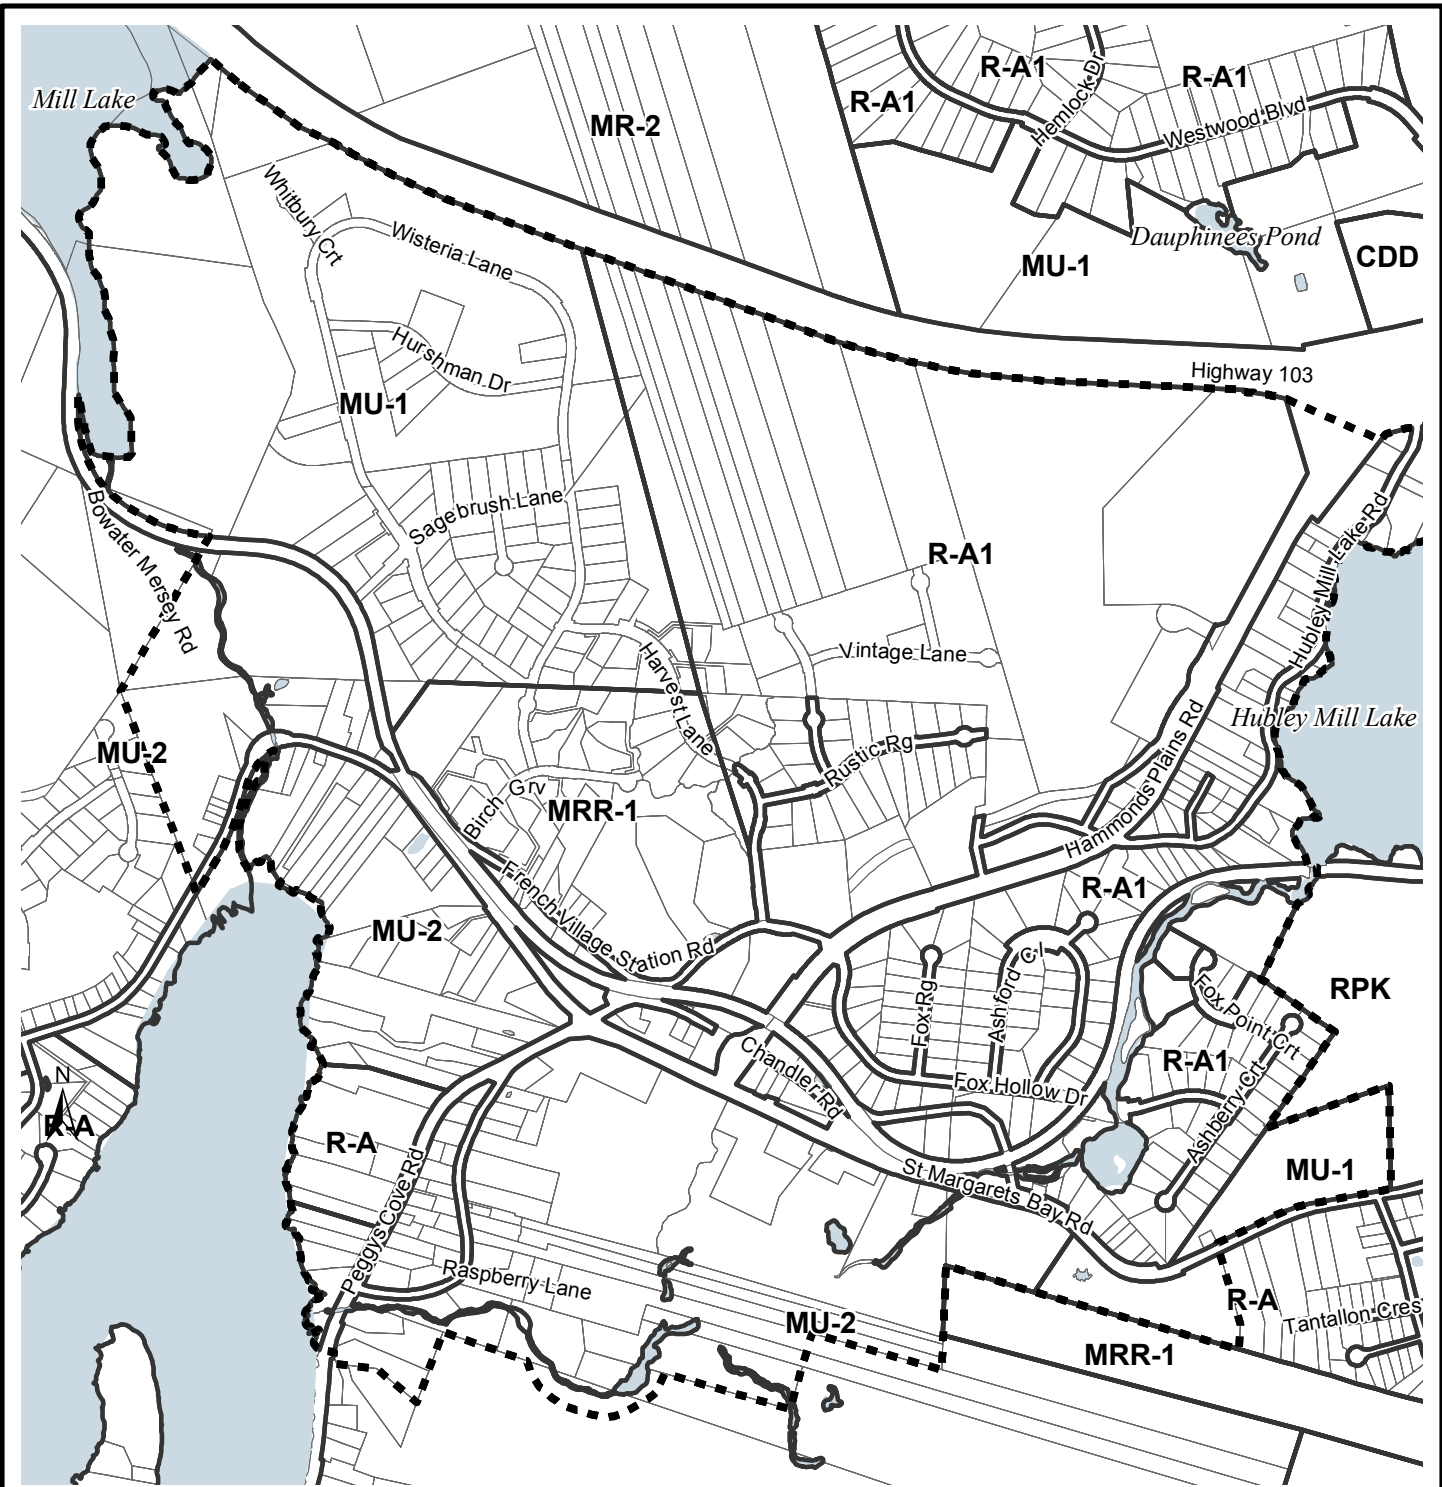 Mill Lake
MR-2
R-A1
R-A1
R-A1
Hemlock Dr
Westwood Blvd
Whitbury Crt
Wisteria Lane
Dauphinees Pond
MU-1
CDD
Hurshman Dr
Highway 103
MU-1
Sagebrush Lane
Bowater Mersey Rd
R-A1
Hubley Mill Lake Rd
Harvest Lane
Vintage Lane
Hubley Mill Lake
MU-2
Rustic Rg
Hammonds Plains Rd
Birch Grv
MRR-1
French Village Station Rd
R-A1
MU-2
Fox Rg
Ashford Cl
RPK
Fox Point Crt
R-A1
Chandler Rd
Fox Hollow Dr
Ashberry Crt
N
R-A
R-A
Peggys Cove Rd
St Margarets Bay Rd
MU-1
Raspberry Lane
MU-2
R-A
Tantallon Cres
MRR-1